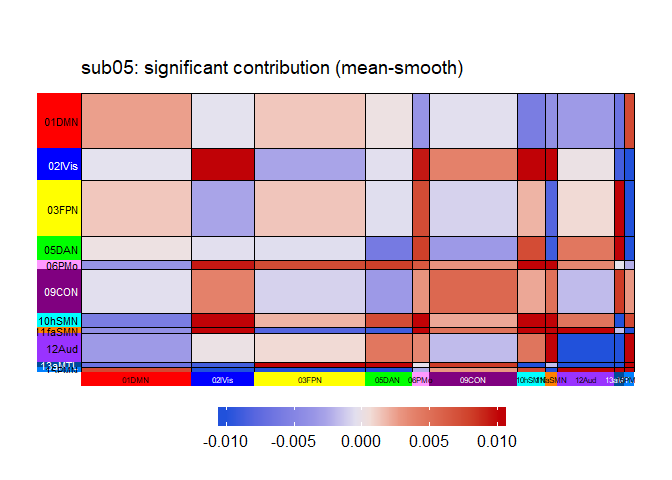 sub05: significant contribution (mean-smooth)
01DMN
02lVis
03FPN
05DAN
06PMo
09CON
10hSMN
12Aud
01DMN 02lVis 03FPN 05DAN 06PMo 09CON 12Aud
-0.010 -0.005 0.000 0.005 0.010